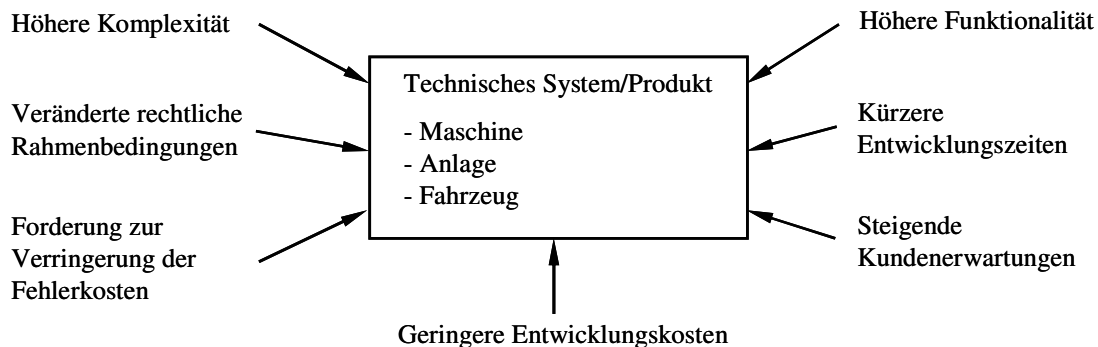 Höhere Komplexität
Veränderte rechtliche
Rahmenbedingungen
Forderung zur
Verringerung der
Fehlerkosten
Technisches System/Produkt
- Maschine
- Anlage
- Fahrzeug
Höhere Funktionalität
Kürzere
Entwicklungszeiten
Steigende
Kundenerwartungen
Geringere Entwicklungskosten